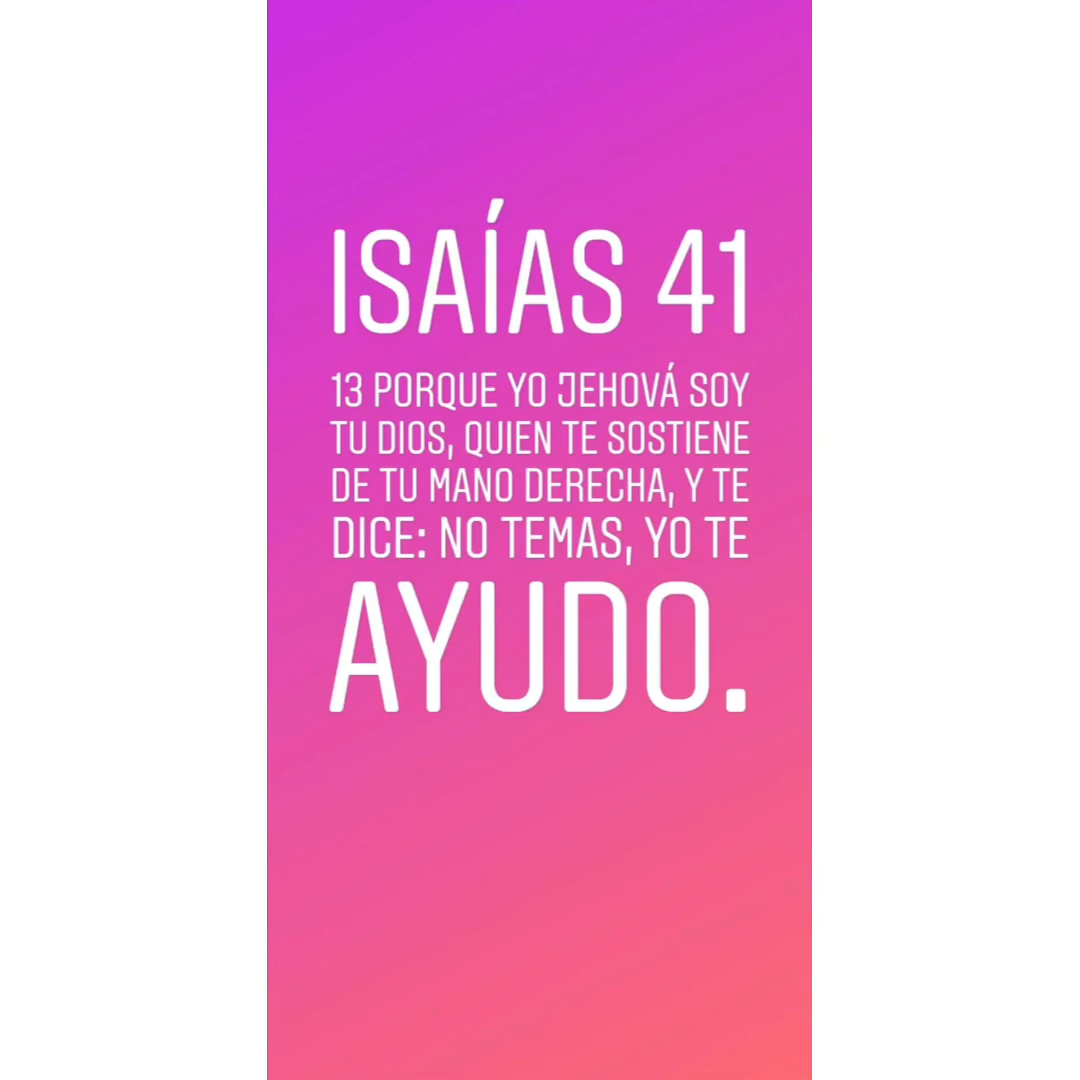 ISAÍAS 41
13 PORQUE YO JEHOVÁ SOY
TU DIOS, QUIEN TE SOSTIENE
DE TU MANO DERECHA, Y TE
DICE: NO TEMAS, YO TE
AYUDO.